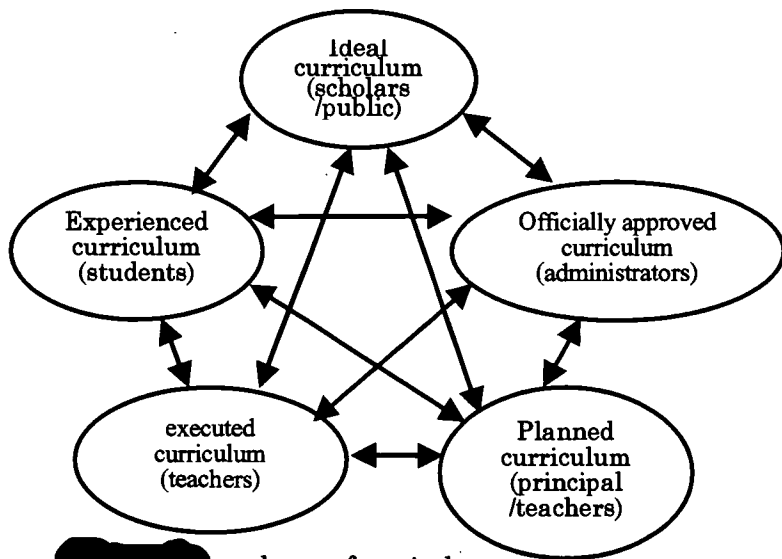 Ideal
curriculum
(scholars
/public)
Experienced
curriculum
(students)
Officially approved
curriculum
(administrators)
executed
curriculum
(teachers)
Planned
curriculum
(principal
/teachers)